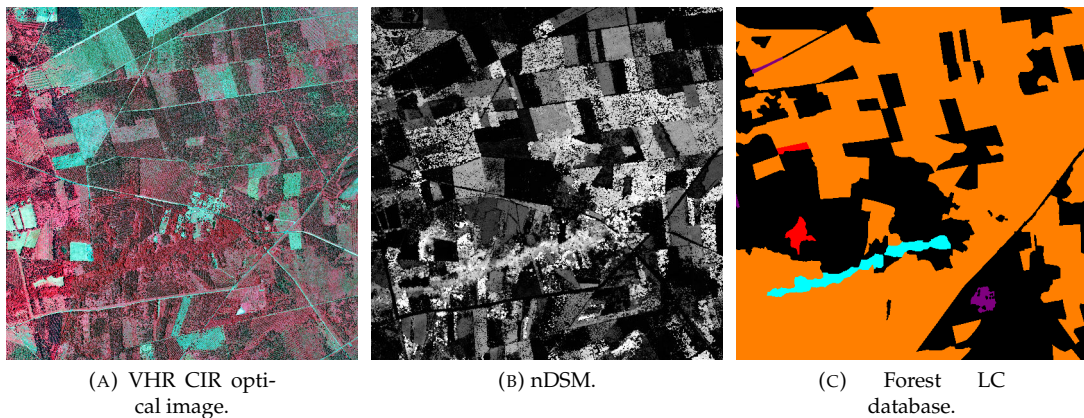 (A) VHR CIR opti-
cal image.
(B) nDSM.
(C) Forest LC
database.